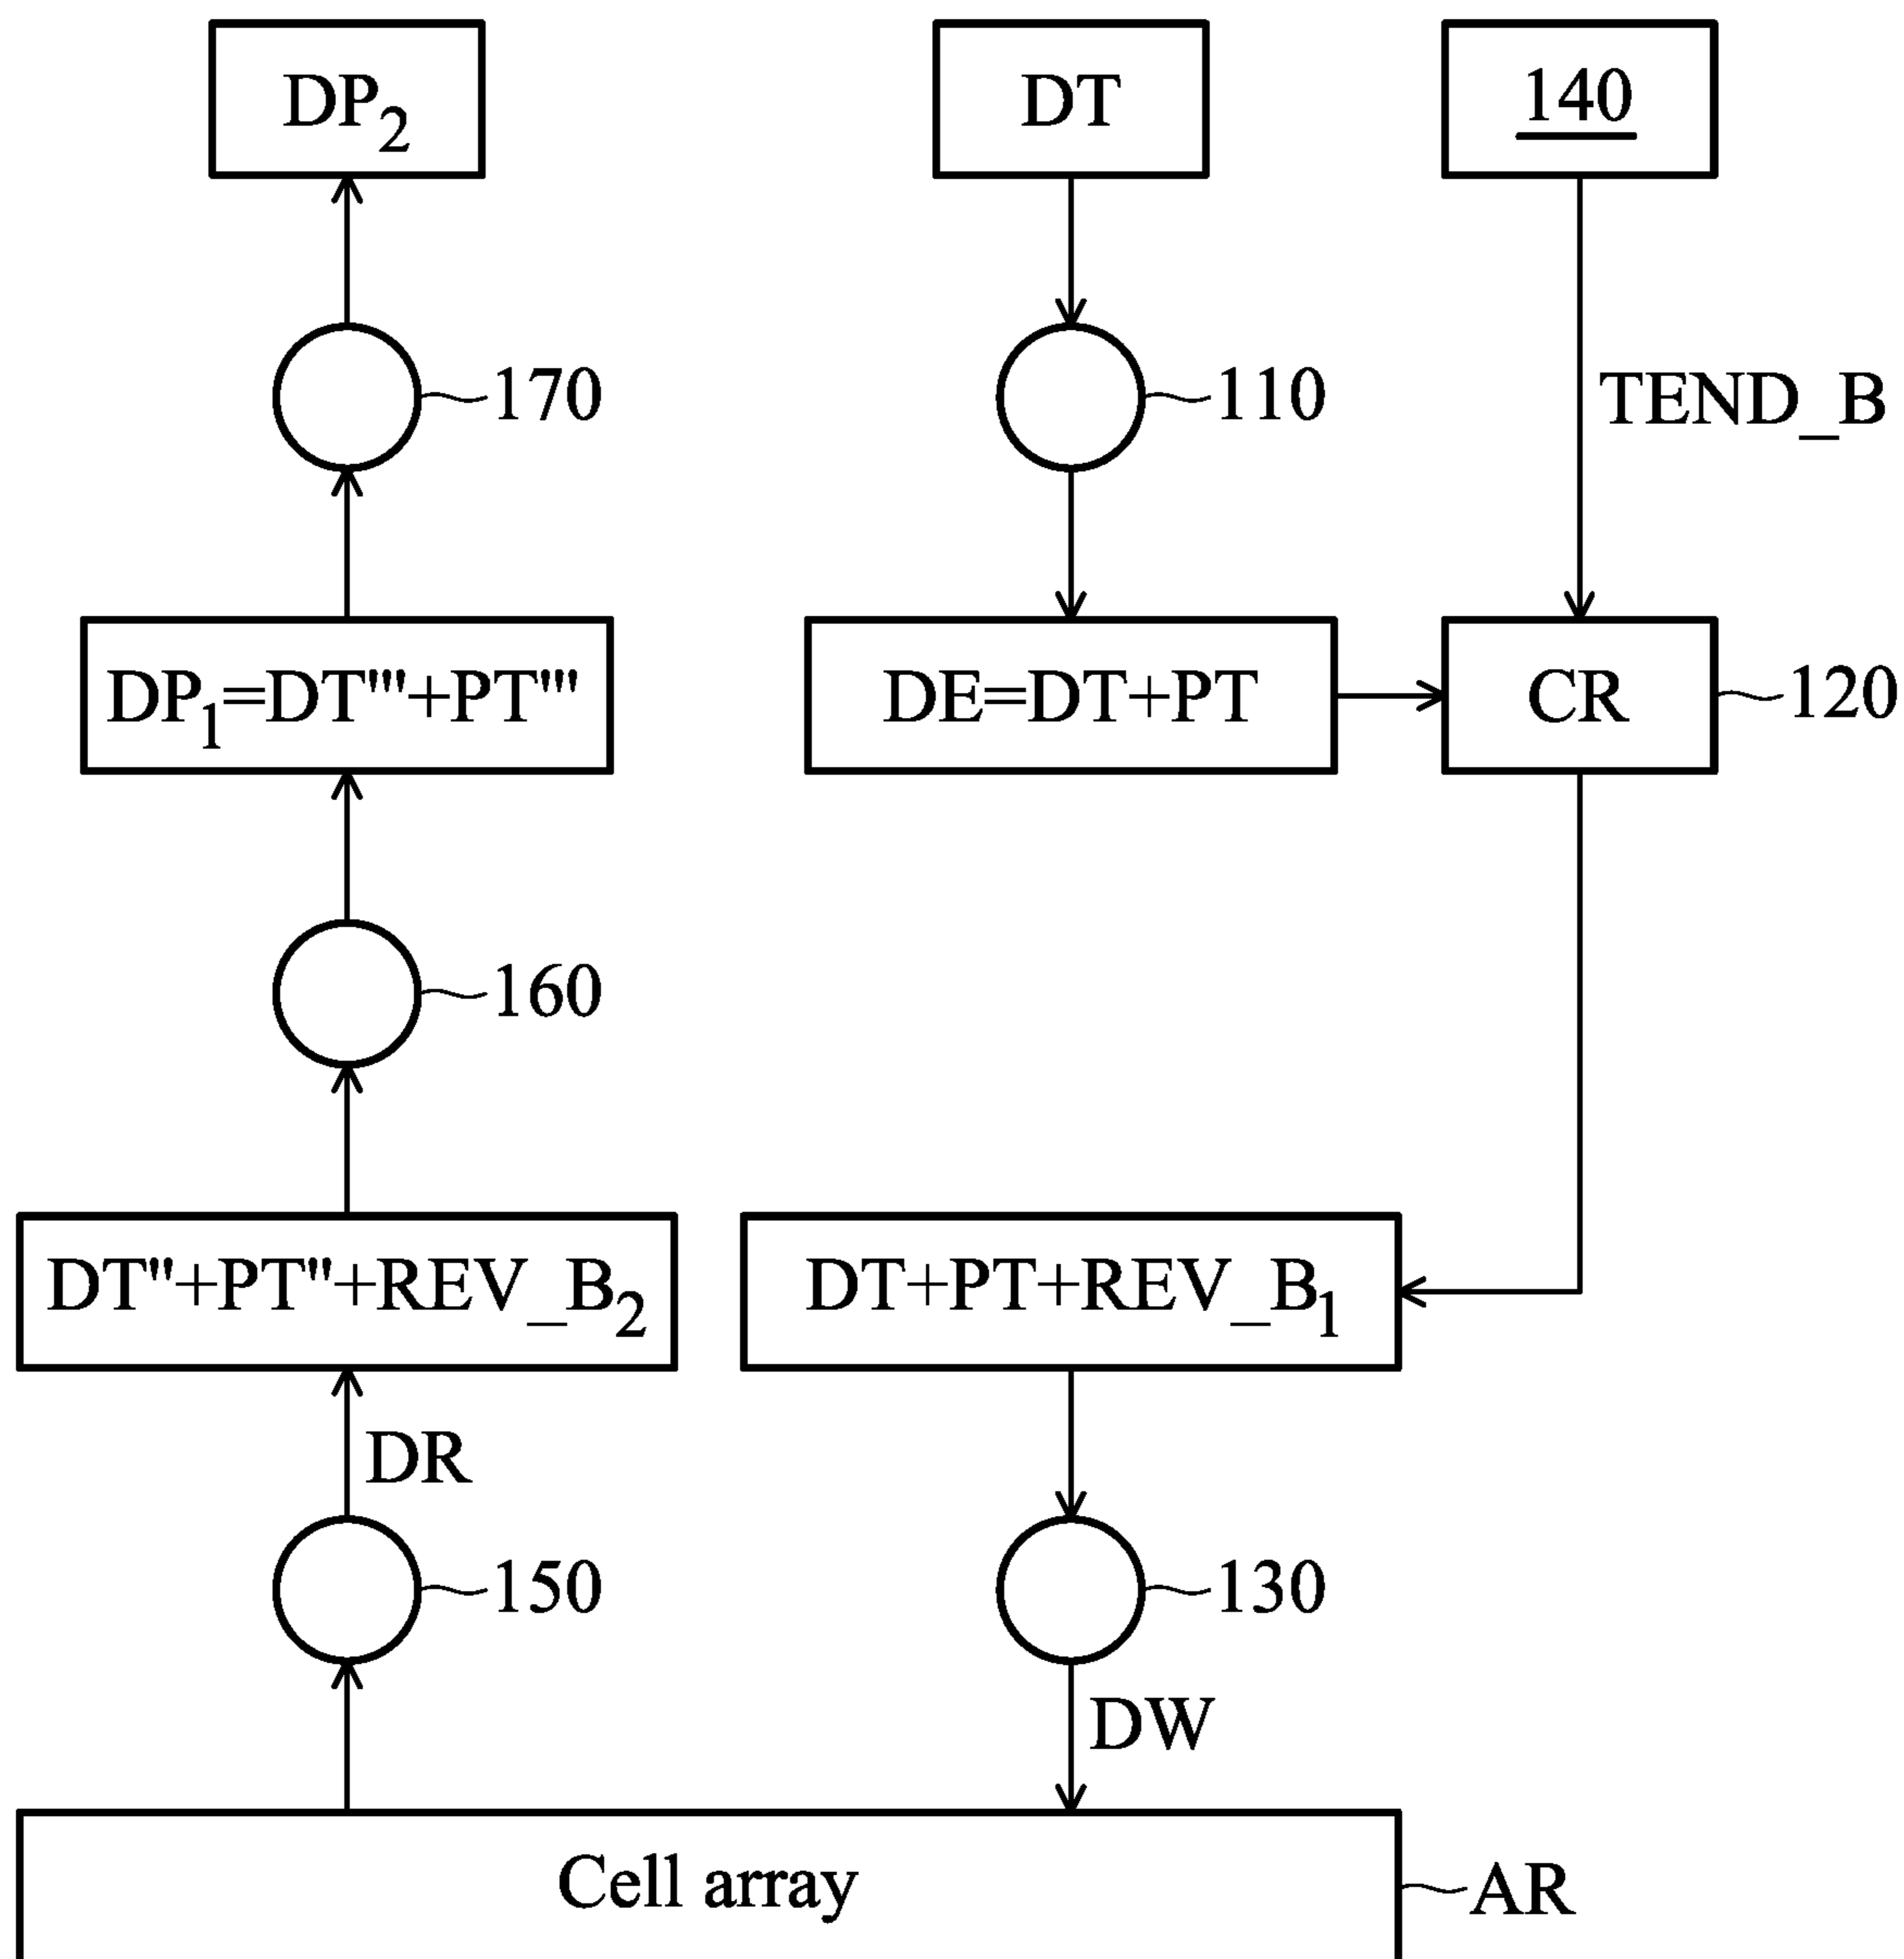 DP2
DT
140
170
110
TEND_B
DP1=DT'''+PT'''
DE=DT+PT
CR
120
160
DT"+PT"+REV_B2
DT+PT+REV_B1
DR
150
130
DW
Cell array
AR